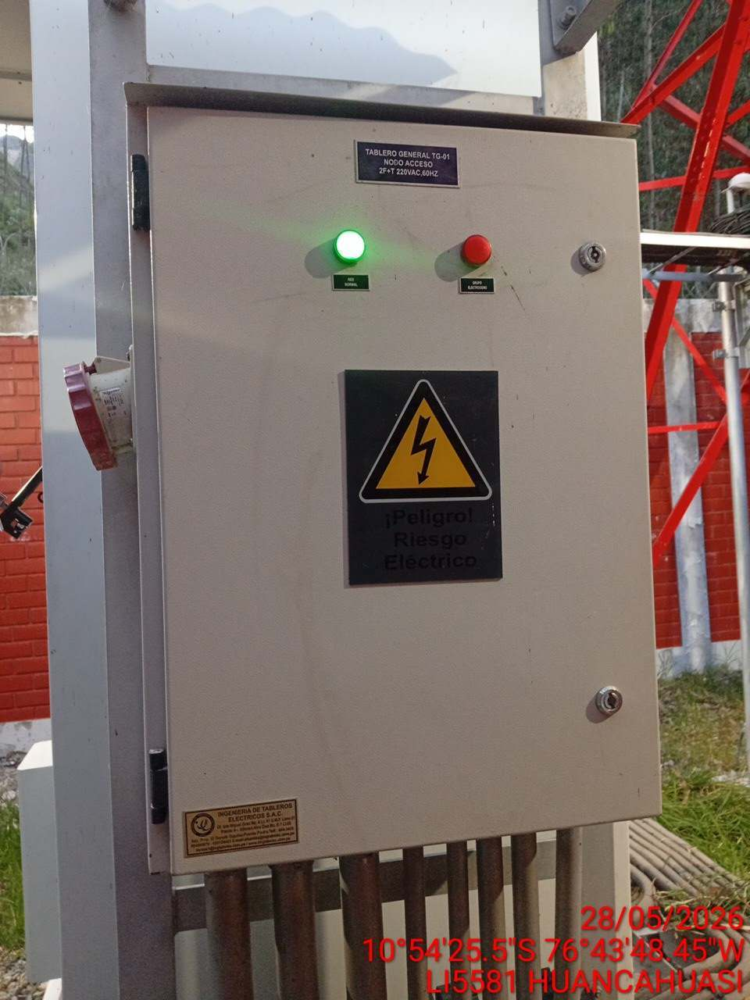 TABLERO GENERAL TG-01
NODO ACCESO
2F+T 220VAC,60HZ
RED
NORMAL
GRUPO
ELECTROGENO
¡Peligro!
Riesgo
Eléctrico
INGENIERIA DE TABLEROS
ELECTRICOS S.A.C.
28/05/2026
10°54'25.5"S 76°43'48.45"W
LI5581 HUANCAHUASI